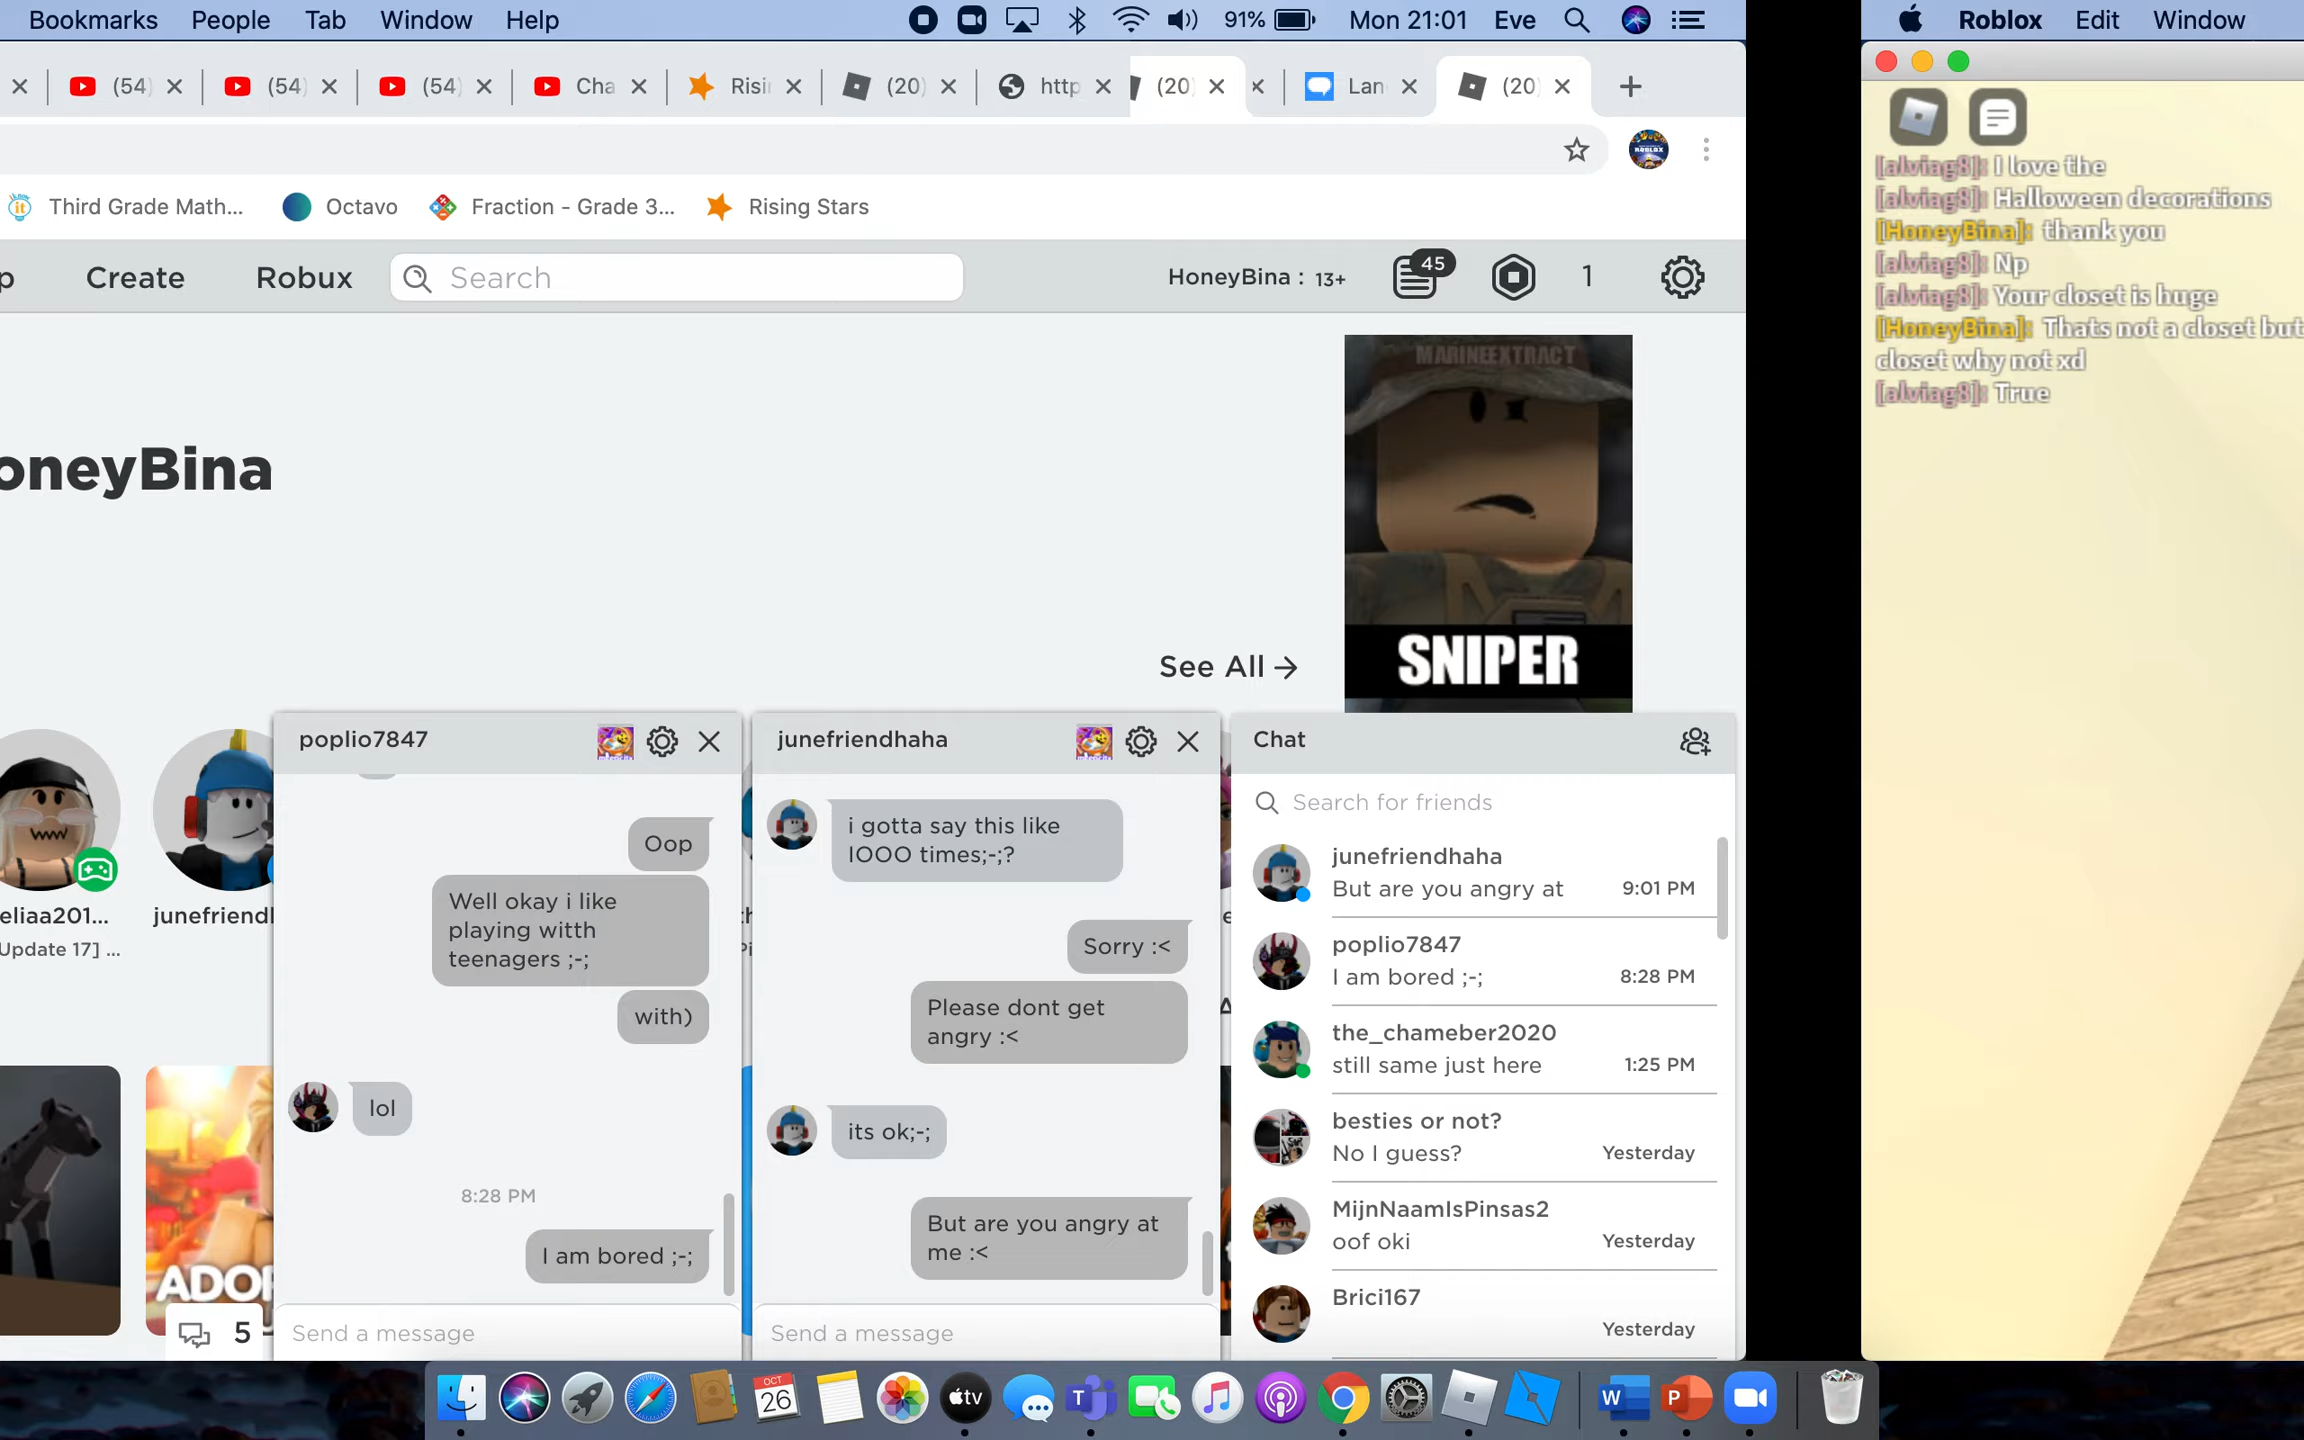 Bookmarks People Tab Window Help
91% Mon 21:01 Eve
(54) (54) (54) Cha Risi (20) http (20) Lan (20)
Third Grade Math... Octavo Fraction - Grade 3... Rising Stars
p Create Robux Search HoneyBina : 13+ 45 1
oneyBina
MARINEEXTRACT
SNIPER
See All →
eliaa201...
Update 17] ...
junefriendh
ADOP
5
poplio7847
Oop
Well okay i like
playing witth
teenagers ;-;
with)
lol
8:28 PM
I am bored ;-;
Send a message
junefriendhaha
i gotta say this like
1000 times;-;?
Sorry :<
Please dont get
angry :<
its ok;-;
But are you angry at
me :<
Send a message
Chat
Search for friends
junefriendhaha
But are you angry at 9:01 PM
poplio7847
I am bored ;-; 8:28 PM
the_chameber2020
still same just here 1:25 PM
besties or not?
No I guess? Yesterday
MijnNaamIsPinsas2
oof oki Yesterday
Brici167
Yesterday
OCT
26
tv
T
W
P
Roblox Edit Window
[alviag8]: I love the
[alviag8]: Halloween decorations
[HoneyBina]: thank you
[alviag8]: Np
[alviag8]: Your closet is huge
[HoneyBina]: Thats not a closet but
closet why not xd
[alviag8]: True